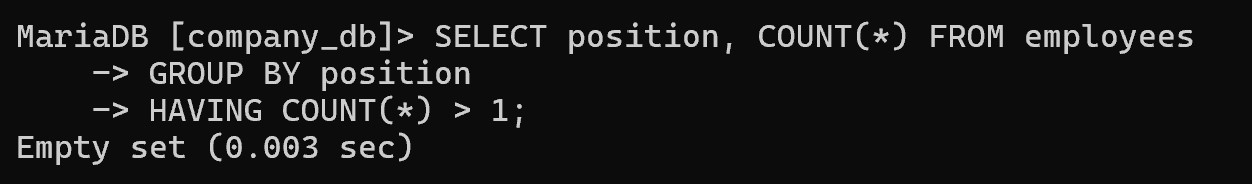 MariaDB [company_db]> SELECT position, COUNT(*) FROM employees
    -> GROUP BY position
    -> HAVING COUNT(*) > 1;
Empty set (0.003 sec)